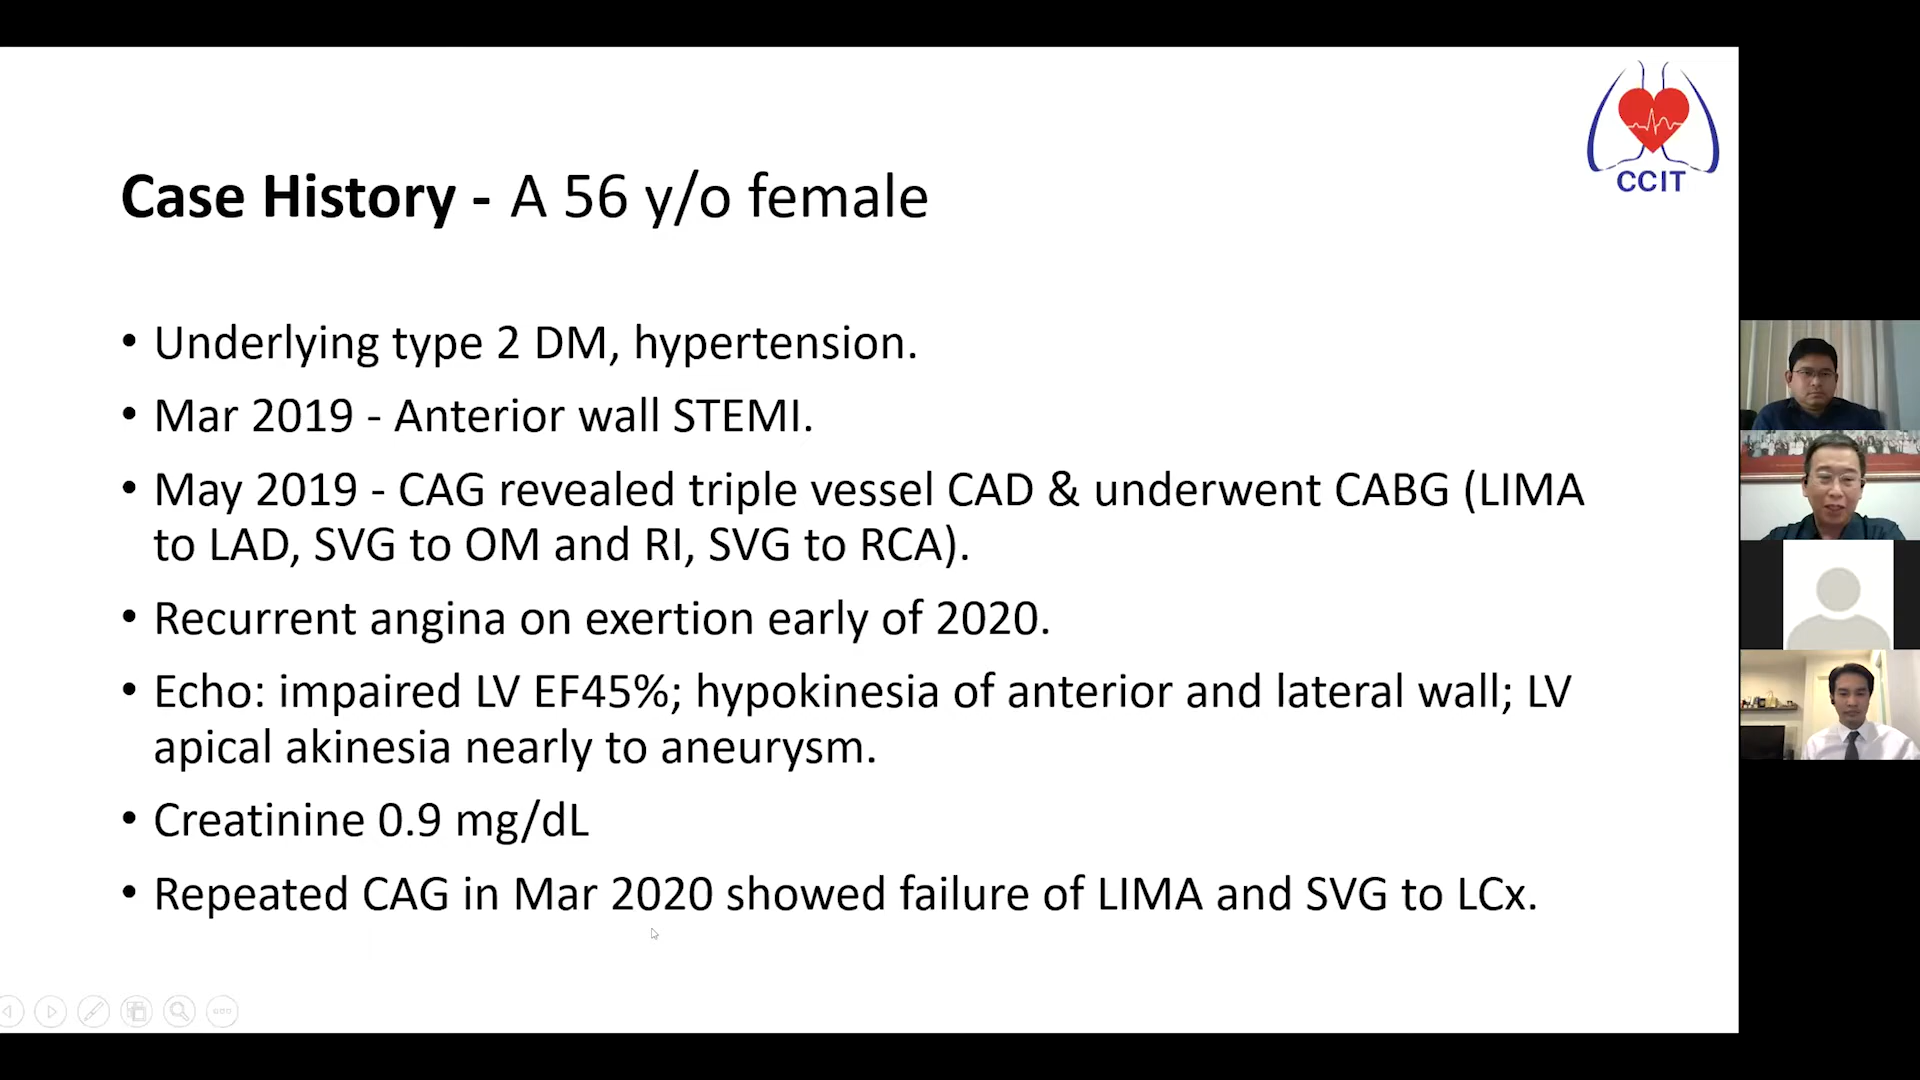 CCIT
Case History - A 56 y/o female
• Underlying type 2 DM, hypertension.
• Mar 2019 - Anterior wall STEMI.
• May 2019 - CAG revealed triple vessel CAD & underwent CABG (LIMA
to LAD, SVG to OM and RI, SVG to RCA).
• Recurrent angina on exertion early of 2020.
• Echo: impaired LV EF45%; hypokinesia of anterior and lateral wall; LV
apical akinesia nearly to aneurysm.
• Creatinine 0.9 mg/dL
• Repeated CAG in Mar 2020 showed failure of LIMA and SVG to LCx.